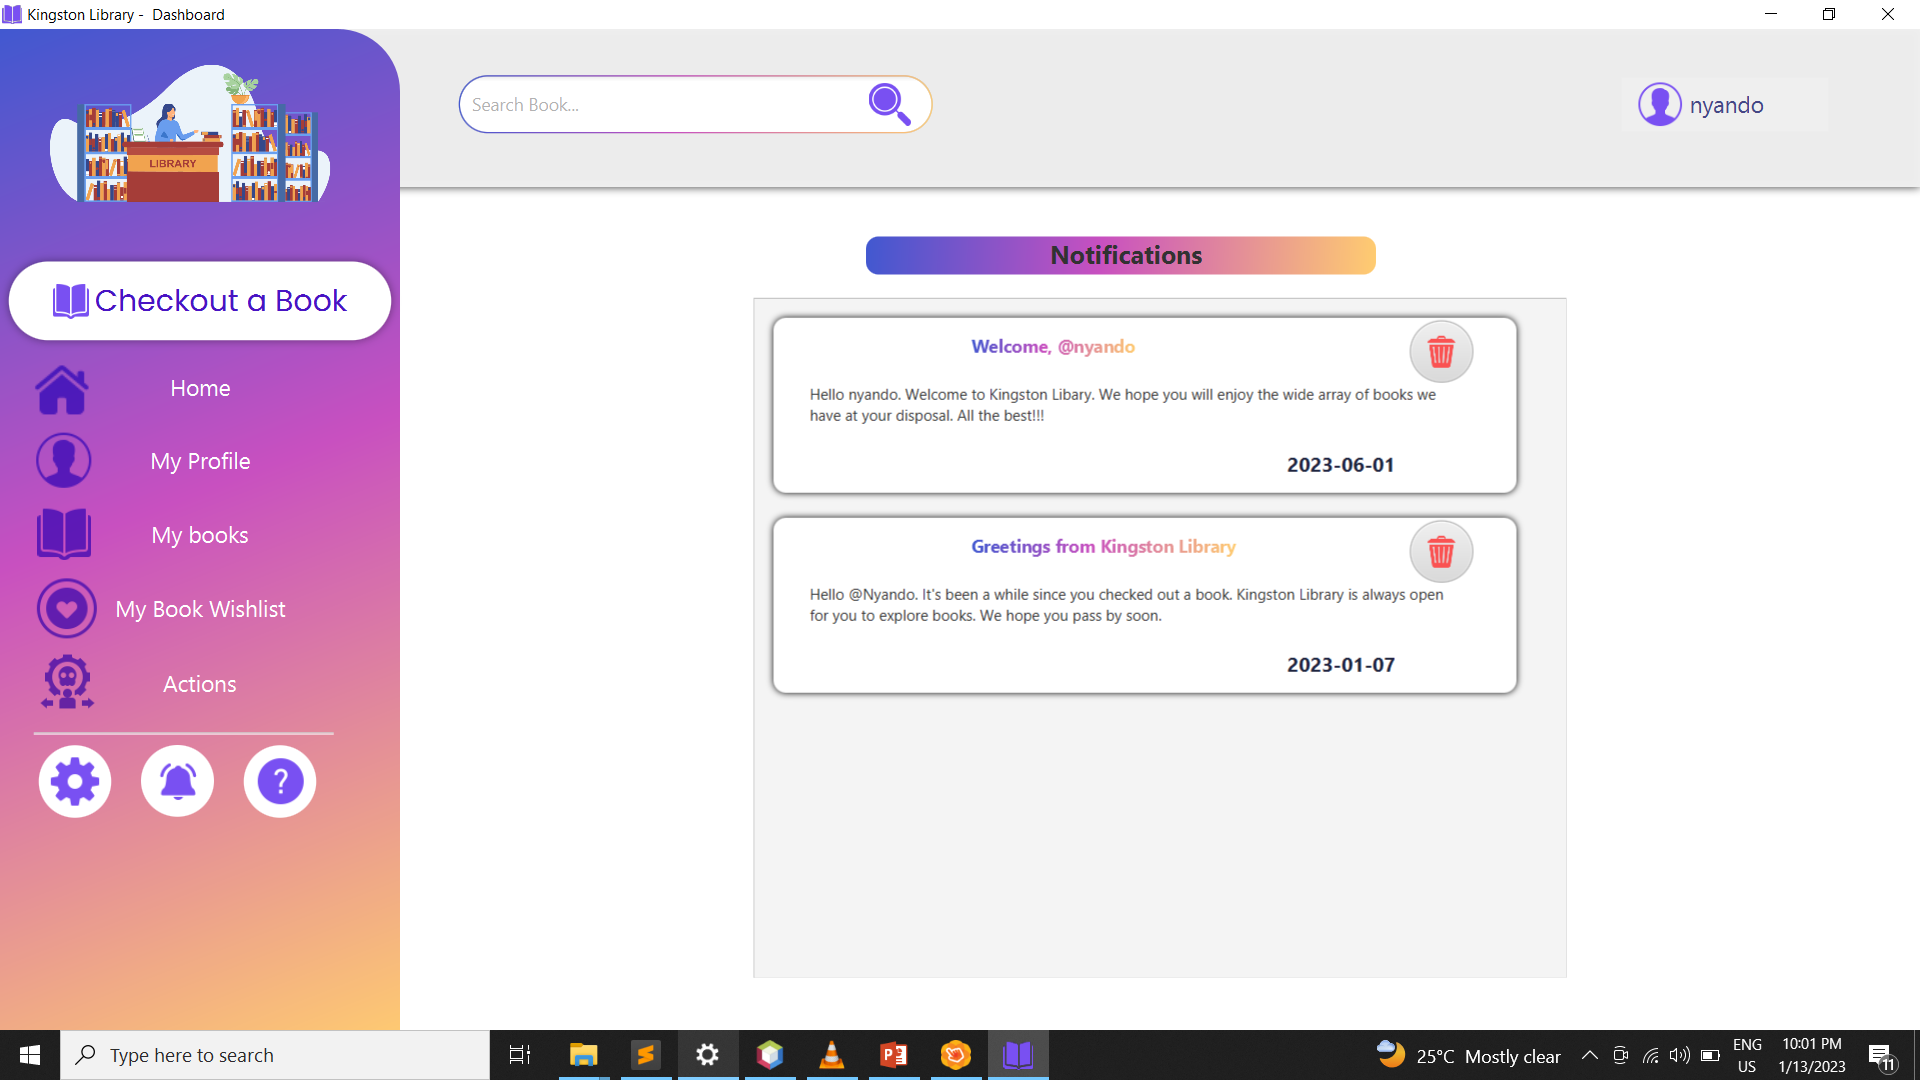 Kingston Library -  Dashboard
Search Book...
nyando
LIBRARY
Checkout a Book
Home
My Profile
My books
My Book Wishlist
Actions
?
Notifications
Welcome, @nyando
Hello nyando. Welcome to Kingston Libary. We hope you will enjoy the wide array of books we
have at your disposal. All the best!!!
2023-06-01
Greetings from Kingston Library
Hello @Nyando. It's been a while since you checked out a book. Kingston Library is always open
for you to explore books. We hope you pass by soon.
2023-01-07
Type here to search
25°C  Mostly clear
ENG
US
10:01 PM
1/13/2023
11